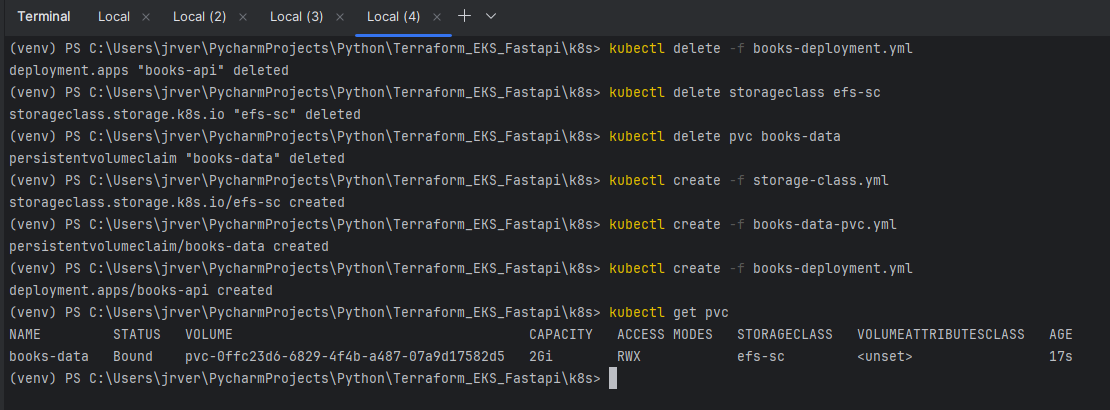 Terminal Local × Local (2) × Local (3) × Local (4) ×
(venv) PS C:\Users\jrver\PycharmProjects\Python\Terraform_EKS_Fastapi\k8s> kubectl delete -f books-deployment.yml
deployment.apps "books-api" deleted
(venv) PS C:\Users\jrver\PycharmProjects\Python\Terraform_EKS_Fastapi\k8s> kubectl delete storageclass efs-sc
storageclass.storage.k8s.io "efs-sc" deleted
(venv) PS C:\Users\jrver\PycharmProjects\Python\Terraform_EKS_Fastapi\k8s> kubectl delete pvc books-data
persistentvolumeclaim "books-data" deleted
(venv) PS C:\Users\jrver\PycharmProjects\Python\Terraform_EKS_Fastapi\k8s> kubectl create -f storage-class.yml
storageclass.storage.k8s.io/efs-sc created
(venv) PS C:\Users\jrver\PycharmProjects\Python\Terraform_EKS_Fastapi\k8s> kubectl create -f books-data-pvc.yml
persistentvolumeclaim/books-data created
(venv) PS C:\Users\jrver\PycharmProjects\Python\Terraform_EKS_Fastapi\k8s> kubectl create -f books-deployment.yml
deployment.apps/books-api created
(venv) PS C:\Users\jrver\PycharmProjects\Python\Terraform_EKS_Fastapi\k8s> kubectl get pvc
NAME STATUS VOLUME CAPACITY ACCESS MODES STORAGECLASS VOLUMEATTRIBUTESCLASS AGE
books-data Bound pvc-0ffc23d6-6829-4f4b-a487-07a9d17582d5 2Gi RWX efs-sc <unset> 17s
(venv) PS C:\Users\jrver\PycharmProjects\Python\Terraform_EKS_Fastapi\k8s>